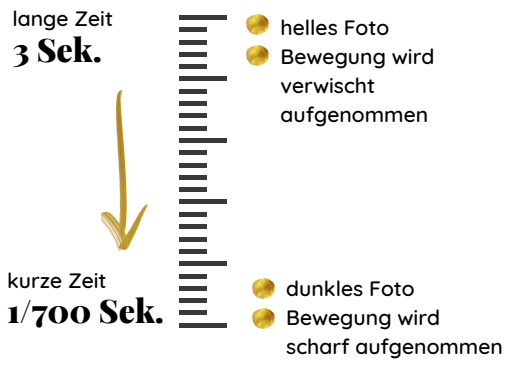 lange Zeit
3 Sek.
helles Foto
Bewegung wird
verwischt
aufgenommen
kurze Zeit
1/700 Sek.
dunkles Foto
Bewegung wird
scharf aufgenommen